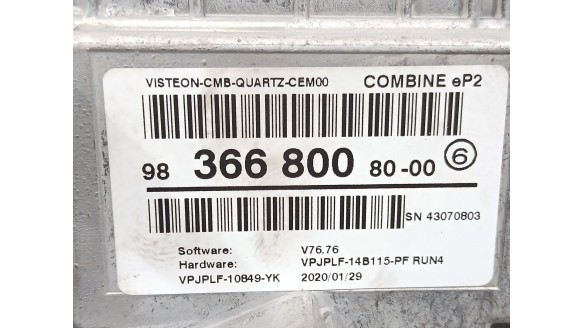 VISTEON-CMB-QUARTZ-CEM00 COMBINE eP2
98 366 800 80-00 6
SN 43070803
Software: V76.76
Hardware: VPJPLF-14B115-PF RUN4
VPJPLF-10849-YK 2020/01/29